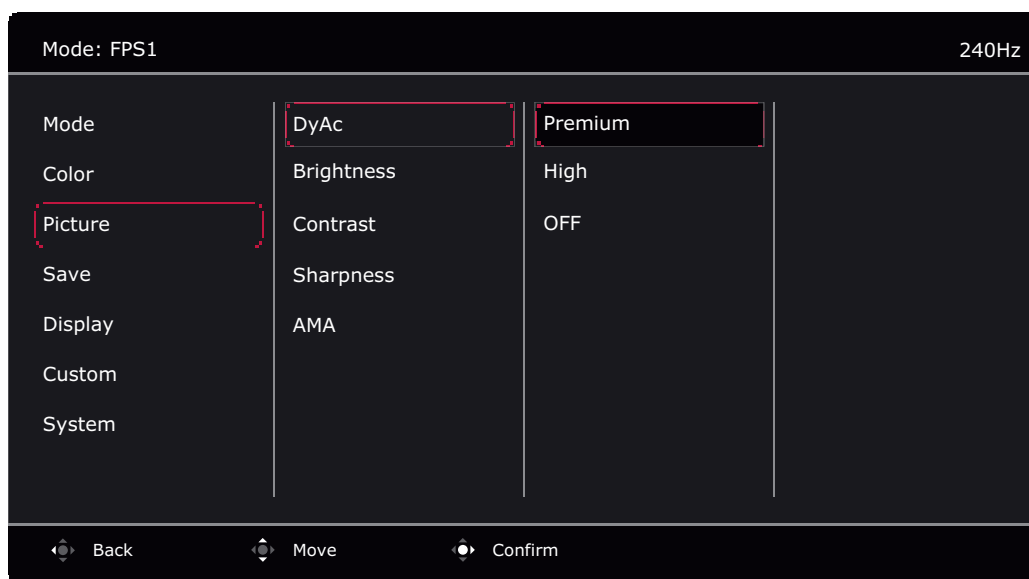 Mode: FPS1
240Hz
Mode
Color
Picture
Save
Display
Custom
System
DyAc
Brightness
Contrast
Sharpness
AMA
Premium
High
OFF
Back
Move
Confirm